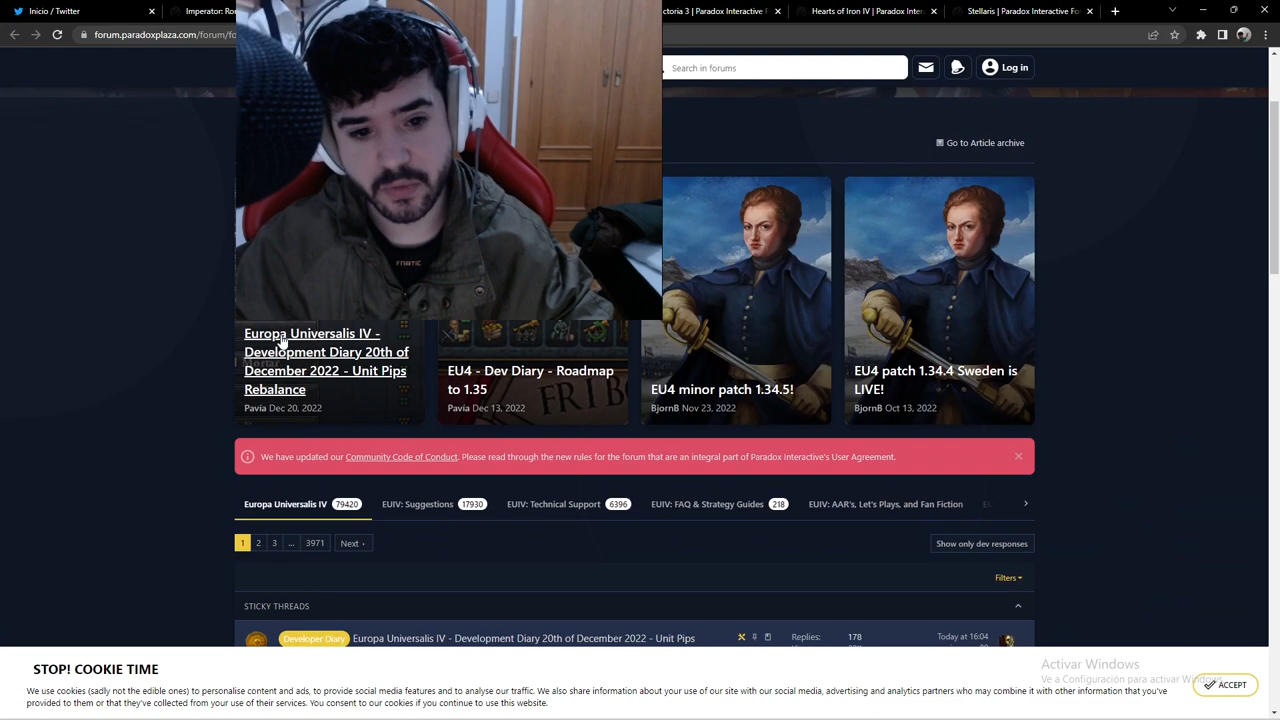 Inicio / Twitter
Imperator: Ro
ctoria 3 | Paradox Interactive F
Hearts of Iron IV | Paradox Inter
Stellaris | Paradox Interactive Fo
forum.paradoxplaza.com/forum/fo
Search in forums
Log in
Go to Article archive
Europa Universalis IV -
Development Diary 20th of
December 2022 - Unit Pips
Rebalance
Pavía Dec 20, 2022
EU4 - Dev Diary - Roadmap
to 1.35
Pavía Dec 13, 2022
EU4 minor patch 1.34.5!
BjornB Nov 23, 2022
EU4 patch 1.34.4 Sweden is
LIVE!
BjornB Oct 13, 2022
FNATIC
We have updated our Community Code of Conduct. Please read through the new rules for the forum that are an integral part of Paradox Interactive's User Agreement.
Europa Universalis IV 79420 EUIV: Suggestions 17930 EUIV: Technical Support 6396 EUIV: FAQ & Strategy Guides 218 EUIV: AAR's, Let's Plays, and Fan Fiction
1 2 3 ... 3971 Next
Show only dev responses
Filters
STICKY THREADS
Developer Diary Europa Universalis IV - Development Diary 20th of December 2022 - Unit Pips
Replies: 178
Today at 16:04
STOP! COOKIE TIME
We use cookies (sadly not the edible ones) to personalise content and ads, to provide social media features and to analyse our traffic. We also share information about your use of our site with our social media, advertising and analytics partners who may combine it with other information that you've
provided to them or that they've collected from your use of their services. You consent to our cookies if you continue to use this website.
ACCEPT
Activar Windows
Ve a Configuración para activar Windows.